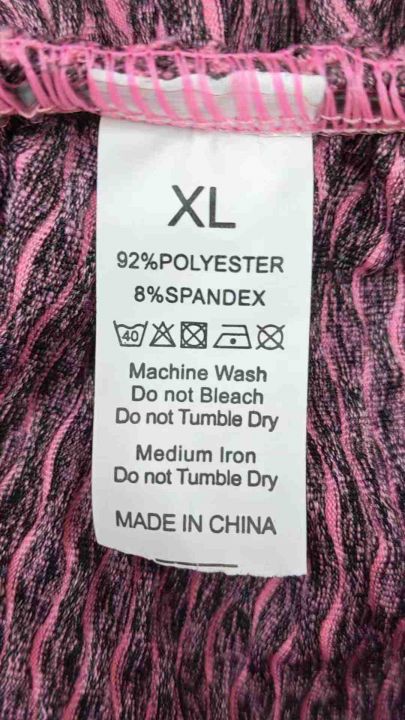 XL
92%POLYESTER
8%SPANDEX
40
Machine Wash
Do not Bleach
Do not Tumble Dry
Medium Iron
Do not Tumble Dry
MADE IN CHINA